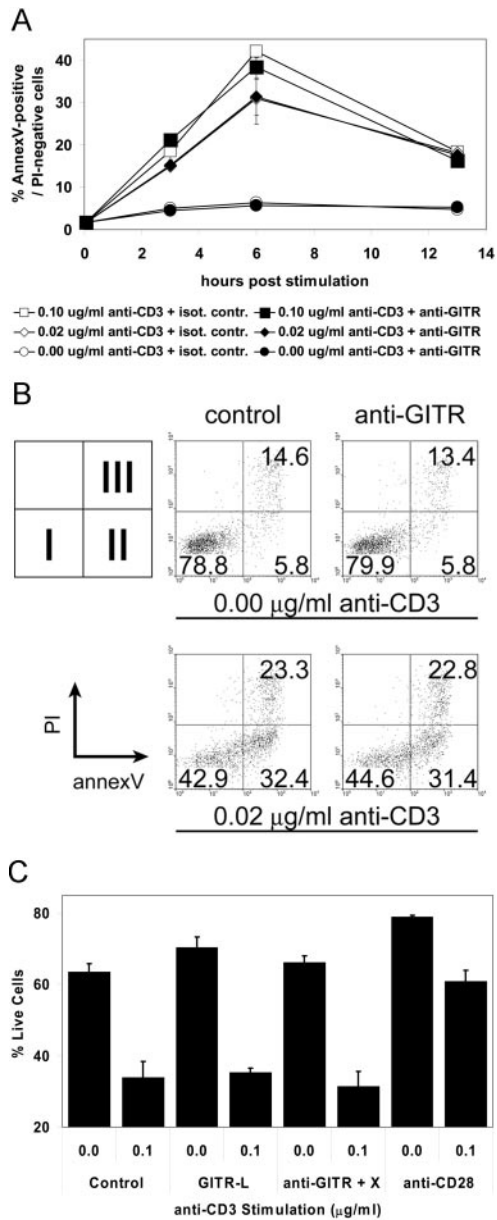 A
% AnnexV-positive
/ PI-negative cells
40
30
20
10
0
0 2 4 6 8 10 12 14
hours post stimulation
0.10 ug/ml anti-CD3 + isot. contr. 0.10 ug/ml anti-CD3 + anti-GITR
0.02 ug/ml anti-CD3 + isot. contr. 0.02 ug/ml anti-CD3 + anti-GITR
0.00 ug/ml anti-CD3 + isot. contr. 0.00 ug/ml anti-CD3 + anti-GITR
B
control anti-GITR
III
I II
14.6 13.4
78.8 5.8 79.9 5.8
0.00 µg/ml anti-CD3
23.3 22.8
42.9 32.4 44.6 31.4
PI
annexV
0.02 µg/ml anti-CD3
C
% Live Cells
80
60
40
20
0.0 0.1 0.0 0.1 0.0 0.1 0.0 0.1
Control GITR-L anti-GITR + X anti-CD28
anti-CD3 Stimulation (µg/ml)